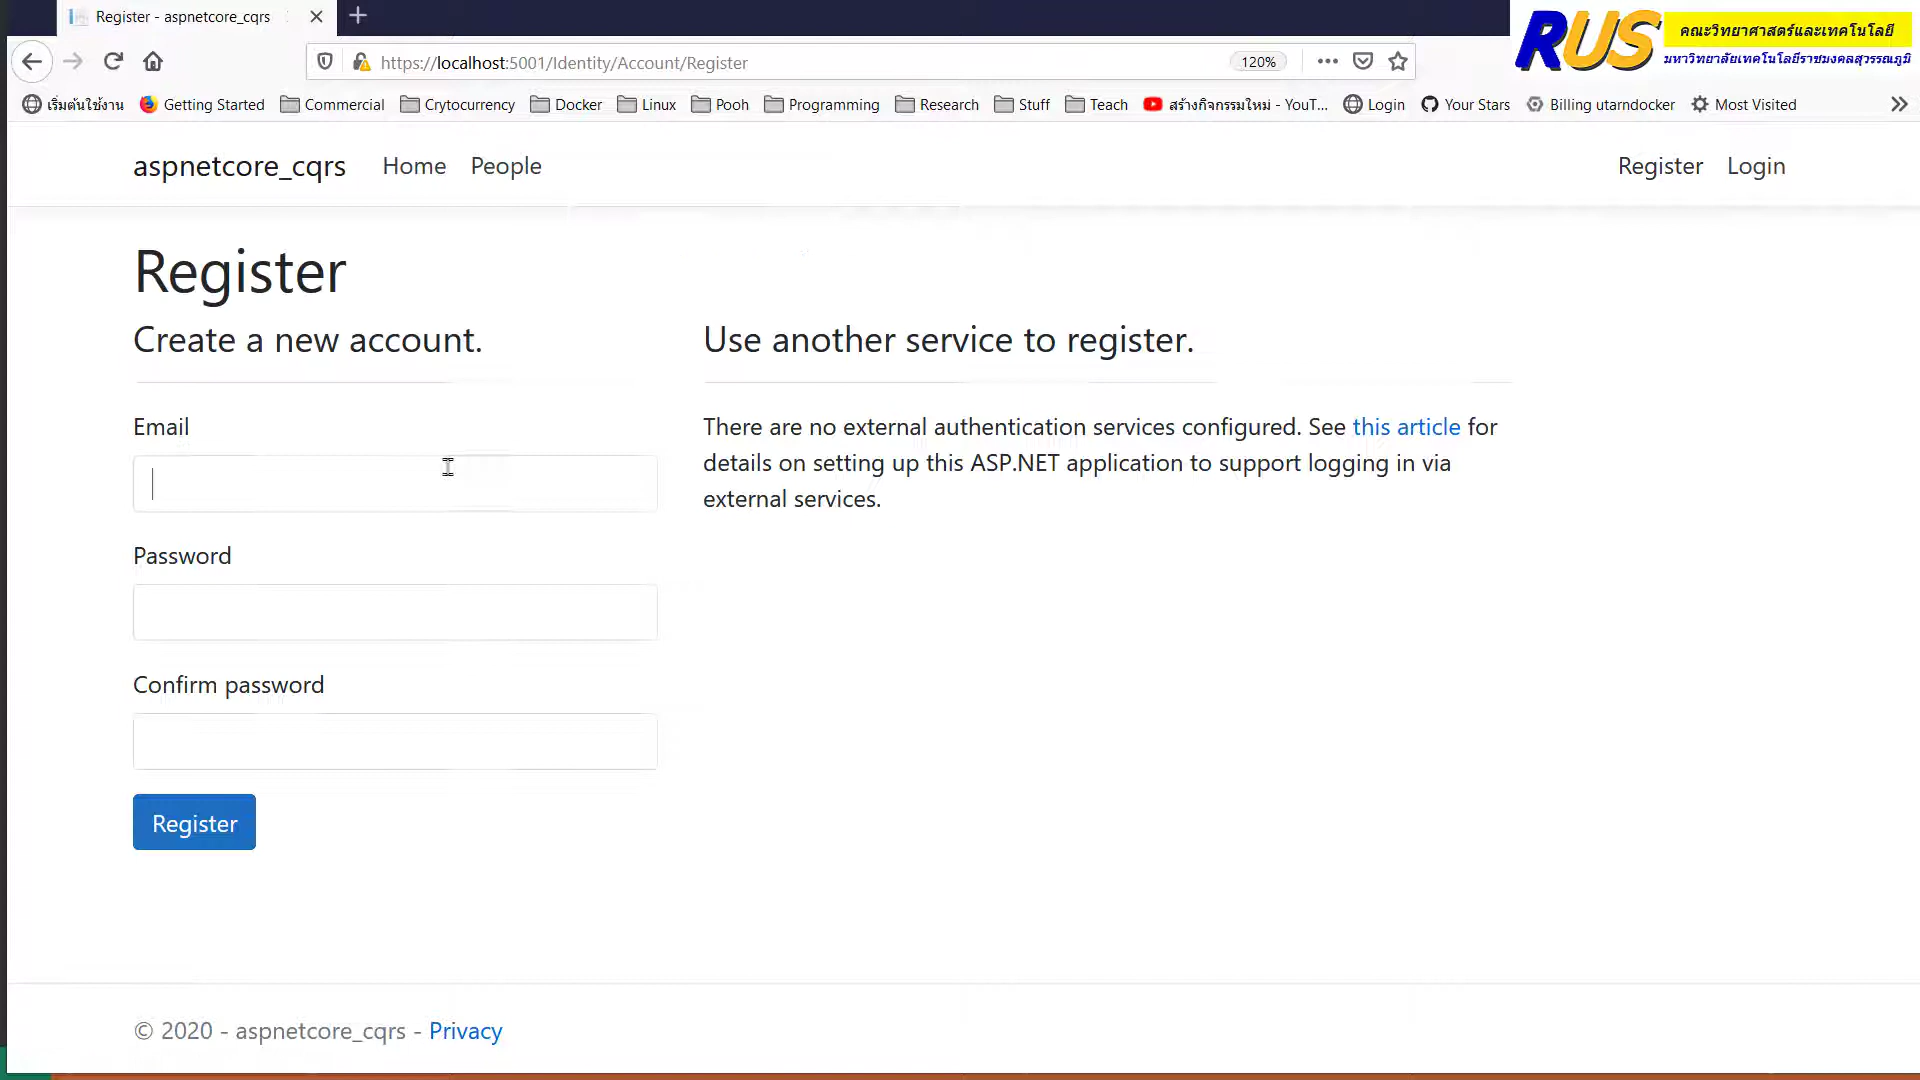 Register - aspnetcore_cqrs
RUS
คณะวิทยาศาสตร์และเทคโนโลยี
มหาวิทยาลัยเทคโนโลยีราชมงคลสุวรรณภูมิ
https://localhost:5001/Identity/Account/Register
120%
เริ่มต้นใช้งาน Getting Started Commercial Crytocurrency Docker Linux Pooh Programming Research Stuff Teach สร้างกิจกรรมใหม่ - YouT... Login Your Stars Billing utarndocker Most Visited
aspnetcore_cqrs Home People Register Login
Register
Create a new account.
Email
Password
Confirm password
Register
Use another service to register.
There are no external authentication services configured. See this article for
details on setting up this ASP.NET application to support logging in via
external services.
© 2020 - aspnetcore_cqrs - Privacy